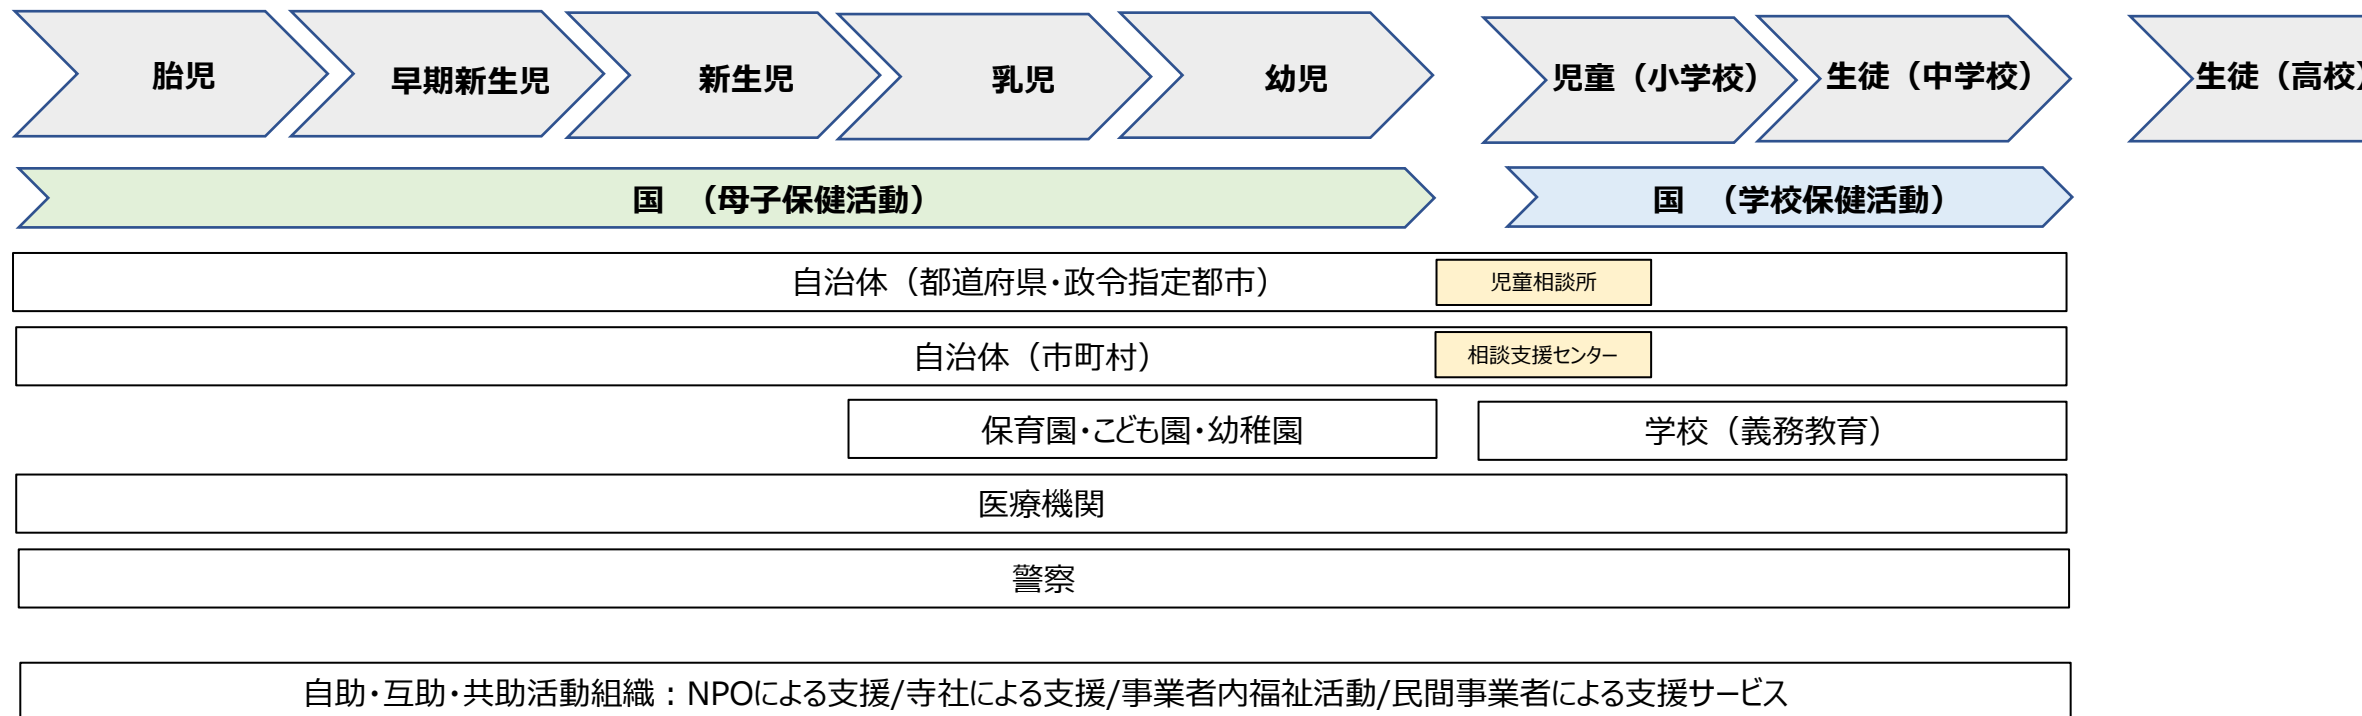 胎児
早期新生児
新生児
乳児
幼児
児童（小学校）
生徒（中学校）
生徒（高校）
国　（母子保健活動）
国　（学校保健活動）
自治体（都道府県・政令指定都市）
児童相談所
自治体（市町村）
相談支援センター
保育園・こども園・幼稚園
学校（義務教育）
医療機関
警察
自助・互助・共助活動組織：NPOによる支援/寺社による支援/事業者内福祉活動/民間事業者による支援サービス